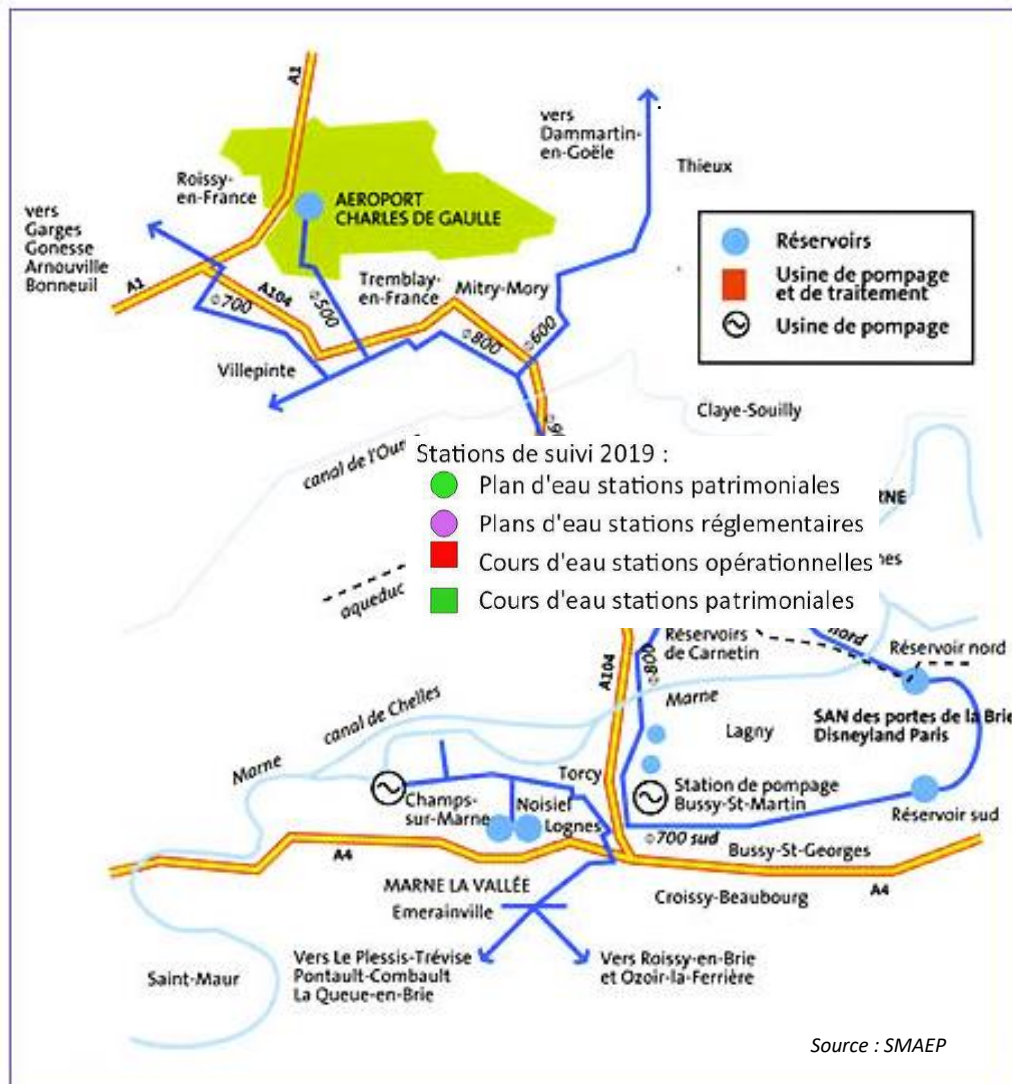 A1
vers
Dammartin-
en-Goële
Thieux
Roissy-
en-France
AEROPORT
CHARLES DE GAULLE
vers
Garges
Gonesse
Arnouville
Bonneuil
Réservoirs
Usine de pompage
et de traitement
Usine de pompage
A1
A104
Tremblay-
en-France
Mitry-Mory
⌀700
⌀500
⌀800
⌀600
Villepinte
Claye-Souilly
canal de l'Our
Stations de suivi 2019 :
Plan d'eau stations patrimoniales
Plans d'eau stations réglementaires
Cours d'eau stations opérationnelles
Cours d'eau stations patrimoniales
RNE
nes
aqueduc
nord
Réservoirs
de Carnetin
Réservoir nord
A104
⌀800
Marne
canal de Chelles
Lagny
SAN des portes de la Brie
Disneyland Paris
Marne
Torcy
Station de pompage
Bussy-St-Martin
Champs-
sur-Marne
Noisiel
Lognes
Réservoir sud
⌀700 sud
Bussy-St-Georges
A4
MARNE LA VALLÉE
Emerainville
Croissy-Beaubourg
A4
Vers Le Plessis-Trévise
Pontault-Combault
La Queue-en-Brie
Vers Roissy-en-Brie
et Ozoir-la-Ferrière
Saint-Maur
Source : SMAEP